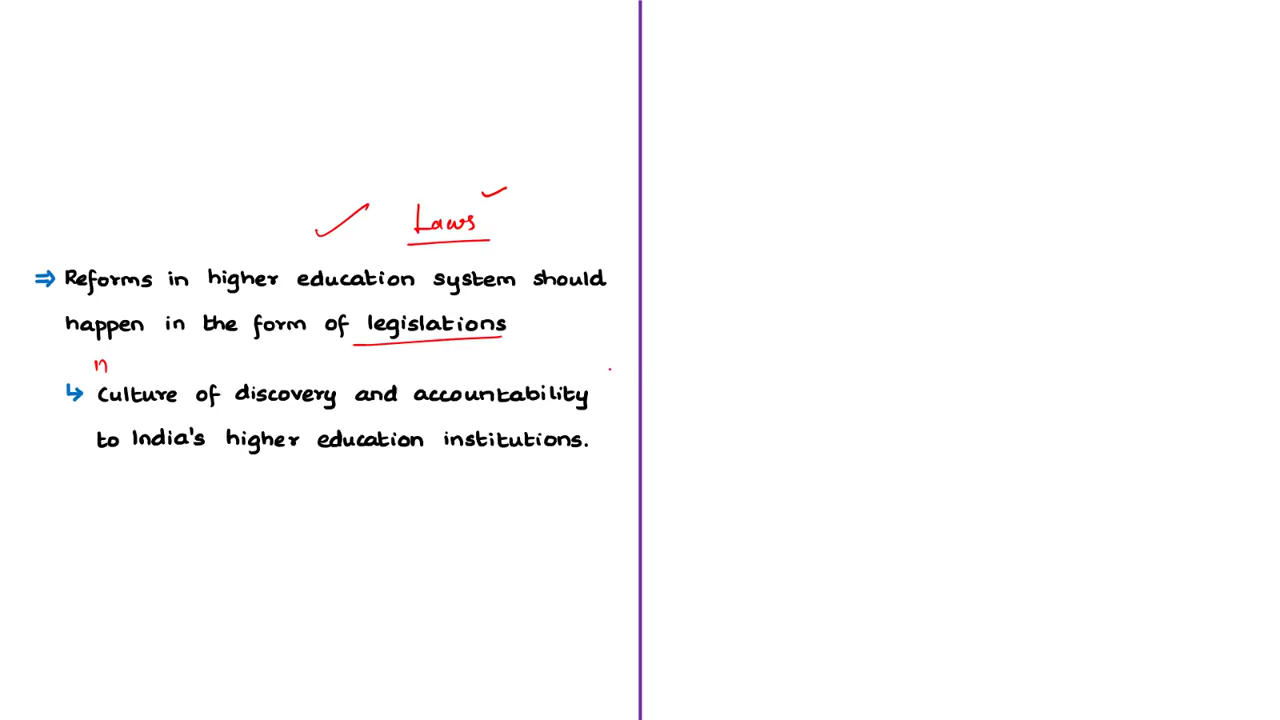 Laws
⇒ Reforms in higher education system should
happen in the form of legislations
n
↳ Culture of discovery and accountability
to India's higher education institutions.